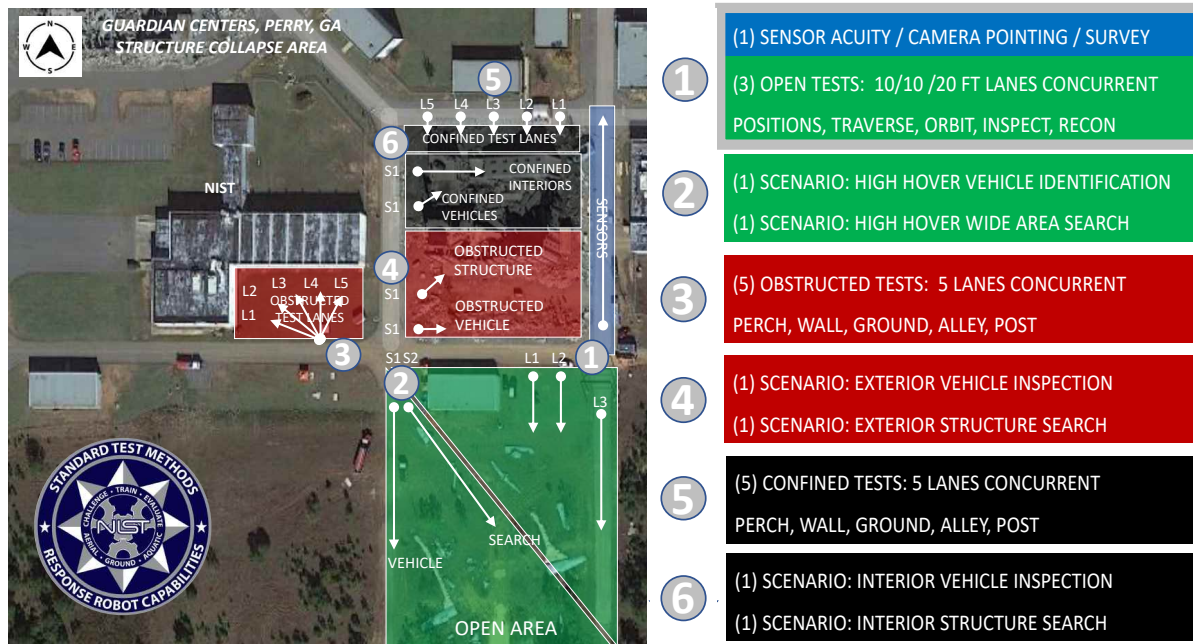 GUARDIAN CENTERS, PERRY, GA
STRUCTURE COLLAPSE AREA
N
W E
S
NIST
5
L5 L4 L3 L2 L1
6
CONFINED TEST LANES
S1
CONFINED
INTERIORS
S1
CONFINED
VEHICLES
SENSORS
4
OBSTRUCTED
STRUCTURE
S1
OBSTRUCTED
VEHICLE
S1
L1 L2 L3 L4 L5
OBSTRUCTED
TEST LANES
3
1
S1 S2
2
L1 L2
L3
SEARCH
VEHICLE
OPEN AREA
STANDARD TEST METHODS
CHALLENGE • TRAIN • EVALUATE
NIST
AERIAL • GROUND • AQUATIC
RESPONSE ROBOT CAPABILITIES
1
(1) SENSOR ACUITY / CAMERA POINTING / SURVEY
(3) OPEN TESTS: 10/10 /20 FT LANES CONCURRENT
POSITIONS, TRAVERSE, ORBIT, INSPECT, RECON
2
(1) SCENARIO: HIGH HOVER VEHICLE IDENTIFICATION
(1) SCENARIO: HIGH HOVER WIDE AREA SEARCH
3
(5) OBSTRUCTED TESTS: 5 LANES CONCURRENT
PERCH, WALL, GROUND, ALLEY, POST
4
(1) SCENARIO: EXTERIOR VEHICLE INSPECTION
(1) SCENARIO: EXTERIOR STRUCTURE SEARCH
5
(5) CONFINED TESTS: 5 LANES CONCURRENT
PERCH, WALL, GROUND, ALLEY, POST
6
(1) SCENARIO: INTERIOR VEHICLE INSPECTION
(1) SCENARIO: INTERIOR STRUCTURE SEARCH